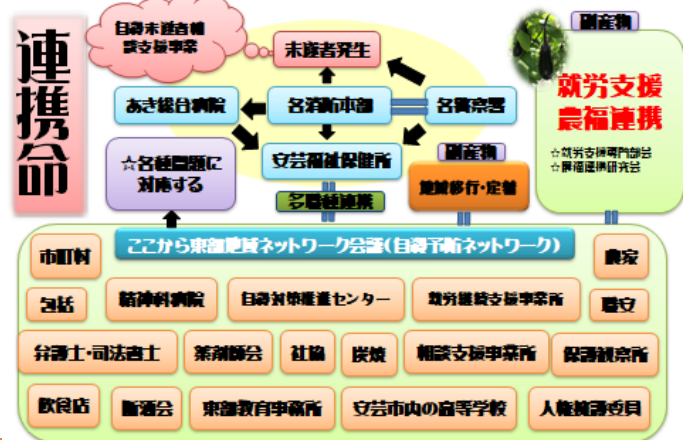 連携命
自殺未遂者相
談支援事業
未遂者発生
副産物
就労支援
農福連携
☆就労支援専門部会
☆農福連携研究会
あき総合病院
各消防本部
各警察署
安芸福祉保健所
☆各種問題に
対応する
副産物
地域移行・定着
多職種連携
ここから東部地域ネットワーク会議(自殺予防ネットワーク)
市町村
農家
包括
精神科病院
自殺対策推進センター
就労継続支援事業所
職安
弁護士・司法書士
薬剤師会
社協
炭焼
相談支援事業所
保護観察所
飲食店
断酒会
東部教育事務所
安芸市内の高等学校
人権擁護委員